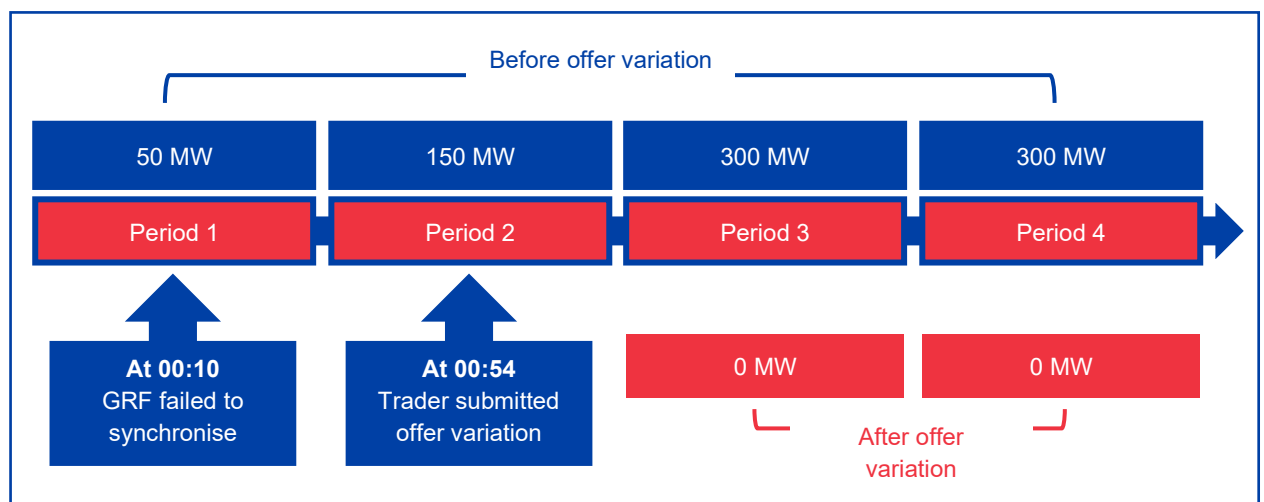 Before offer variation
50 MW
150 MW
300 MW
300 MW
Period 1
Period 2
Period 3
Period 4
At 00:10
GRF failed to
synchronise
At 00:54
Trader submitted
offer variation
0 MW
0 MW
After offer
variation